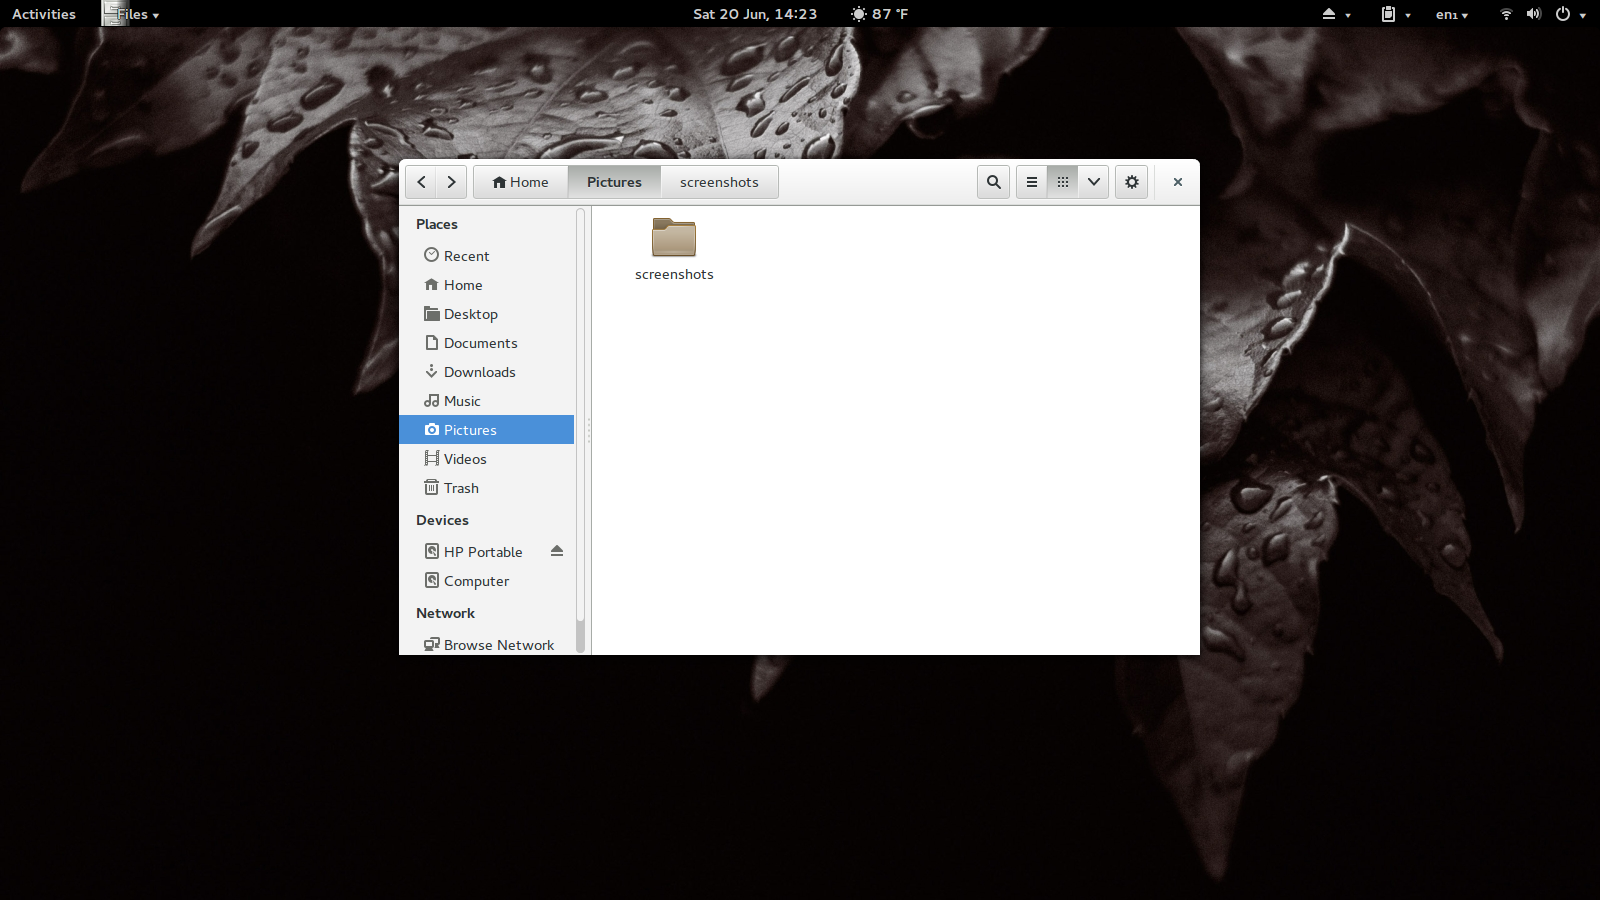 Activities
Files
Sat 20 Jun, 14:23
87 °F
en₁
Home
Pictures
screenshots
Places
Recent
Home
Desktop
Documents
Downloads
Music
Pictures
Videos
Trash
Devices
HP Portable
Computer
Network
Browse Network
screenshots